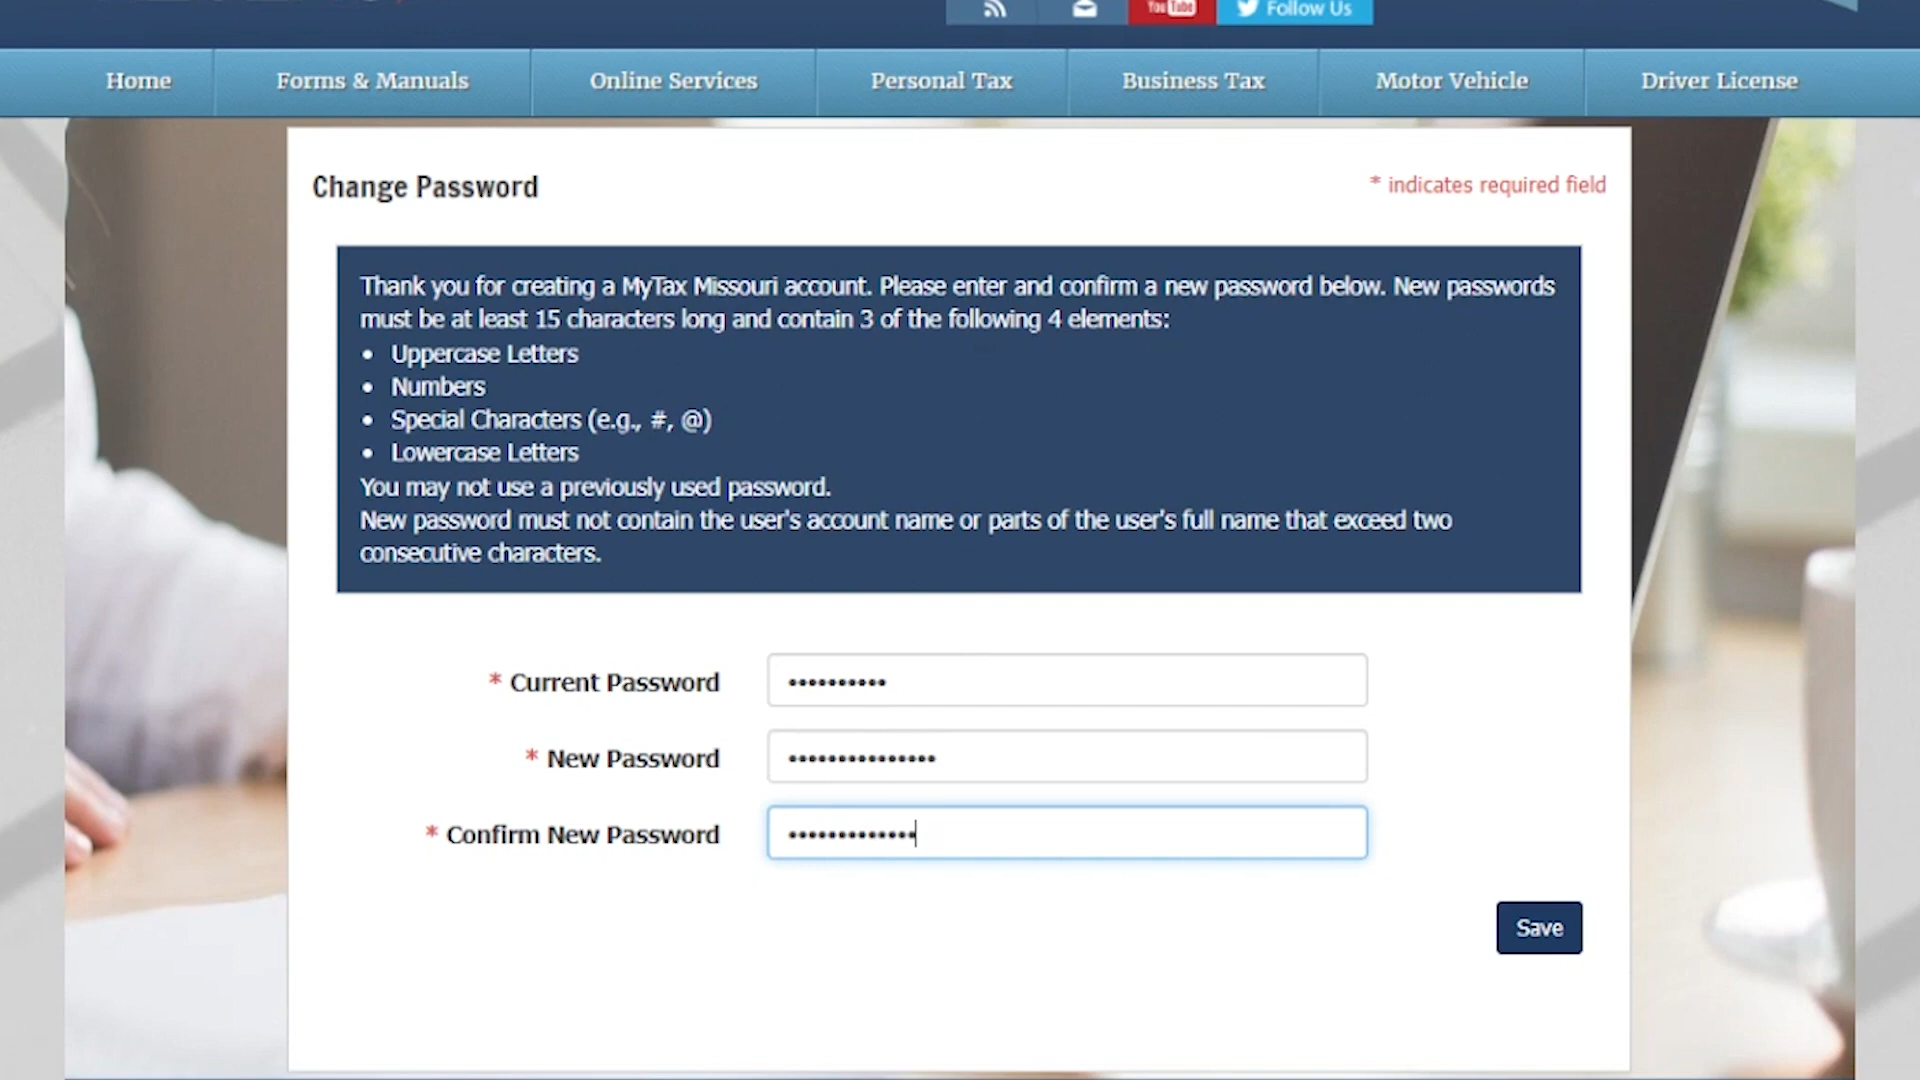 You Tube
Follow Us
Home Forms & Manuals Online Services Personal Tax Business Tax Motor Vehicle Driver License
Change Password
* indicates required field
Thank you for creating a MyTax Missouri account. Please enter and confirm a new password below. New passwords
must be at least 15 characters long and contain 3 of the following 4 elements:
• Uppercase Letters
• Numbers
• Special Characters (e.g., #, @)
• Lowercase Letters
You may not use a previously used password.
New password must not contain the user's account name or parts of the user's full name that exceed two
consecutive characters.
* Current Password ••••••••••
* New Password •••••••••••••••
* Confirm New Password •••••••••••••
Save